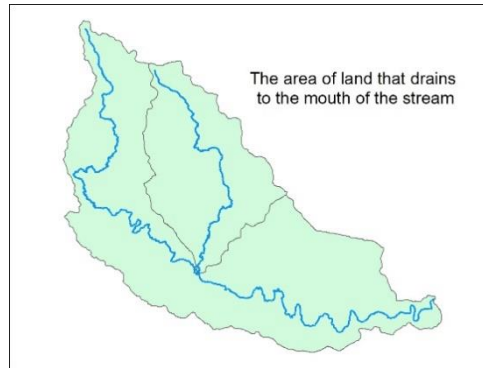 The area of land that drains
to the mouth of the stream